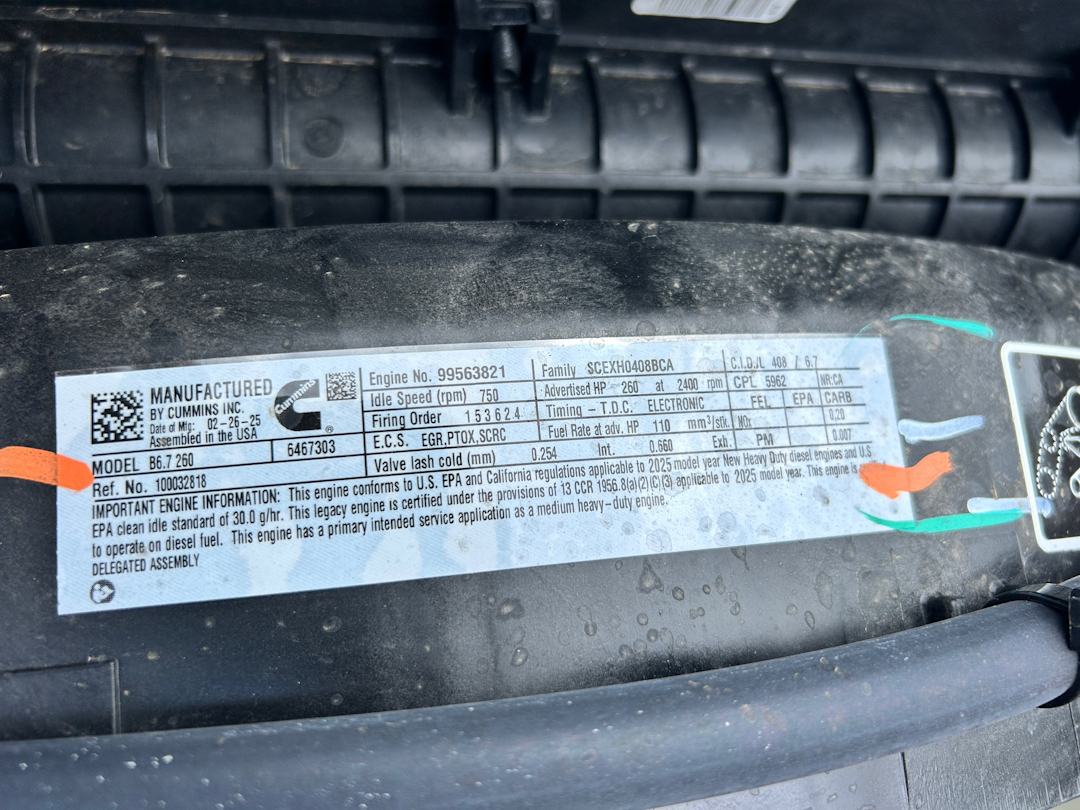 MANUFACTURED
BY CUMMINS INC.
Date of Mfg: 02-26-25
Assembled in the USA
Cummins
®
6467303
MODEL B6.7 260
Ref. No. 100032818
Engine No. 99563821
Idle Speed (rpm) 750
Firing Order 1 5 3 6 2 4
E.C.S. EGR,PTOX,SCRC
Valve lash cold (mm) 0.254 Int. 0.660 Exh.
Family SCEXH0408BCA
Advertised HP 260 at 2400 rpm
Timing – T.D.C. ELECTRONIC
Fuel Rate at adv. HP 110 mm³/stk.
C.I.D./L 408 / 6.7
CPL 5962 NR:CA
FEL EPA CARB
NOx 0.20
PM 0.007
IMPORTANT ENGINE INFORMATION: This engine conforms to U.S. EPA and California regulations applicable to 2025 model year New Heavy Duty diesel engines and U.S
EPA clean idle standard of 30.0 g/hr. This legacy engine is certified under the provisions of 13 CCR 1956.8(a)(2)(C)(3) applicable to 2025 model year. This engine is
to operate on diesel fuel. This engine has a primary intended service application as a medium heavy–duty engine.
DELEGATED ASSEMBLY